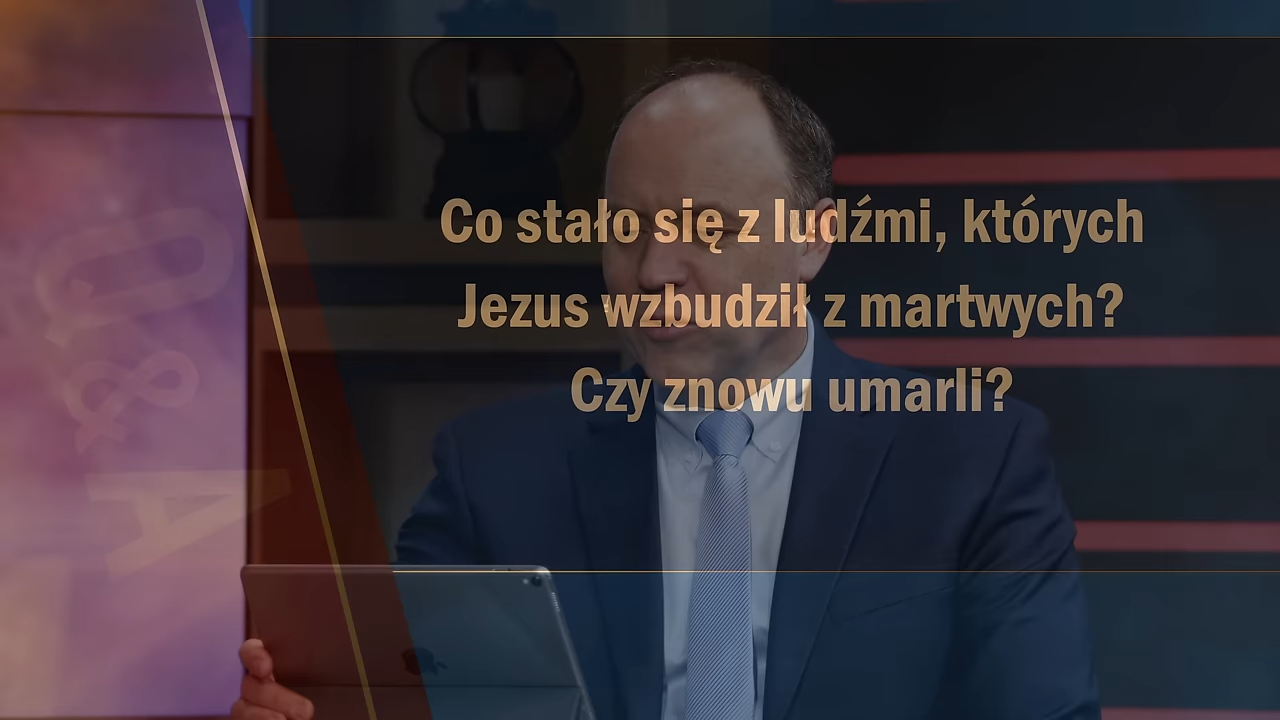 Co stało się z ludźmi, których
Jezus wzbudził z martwych?
Czy znowu umarli?
Q
&
A